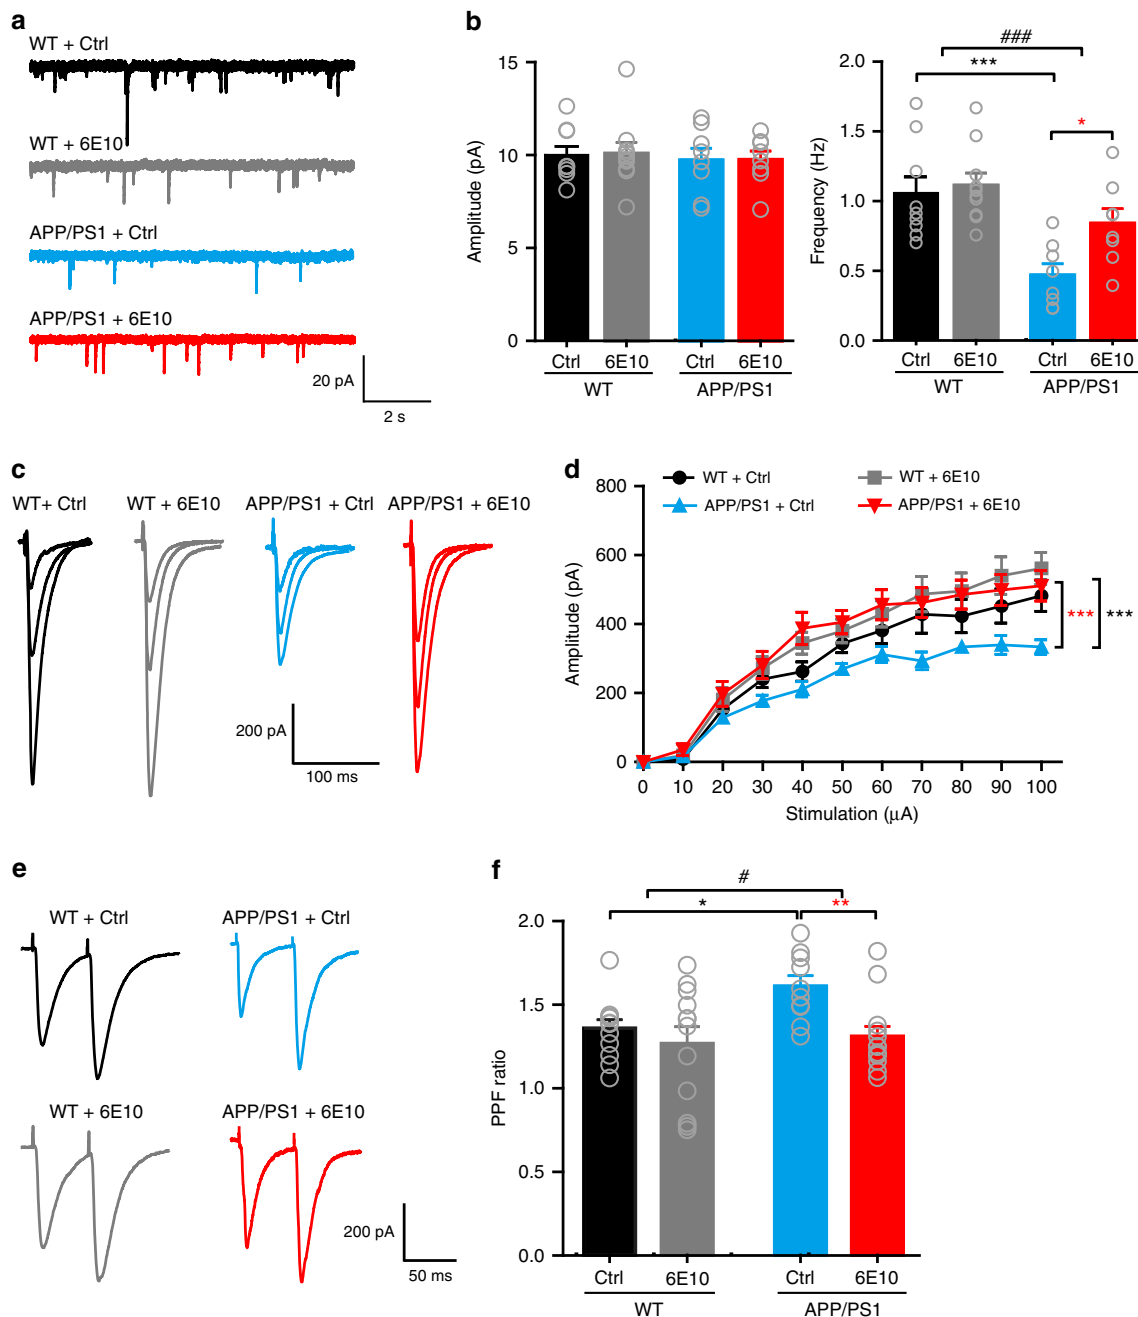 a
WT + Ctrl
WT + 6E10
APP/PS1 + Ctrl
APP/PS1 + 6E10
20 pA
2 s
b
Amplitude (pA)
15
10
5
0
Ctrl 6E10 Ctrl 6E10
WT APP/PS1
Frequency (Hz)
2.0
1.5
1.0
0.5
0.0
###
***
*
Ctrl 6E10 Ctrl 6E10
WT APP/PS1
c
WT+ Ctrl WT + 6E10 APP/PS1 + Ctrl APP/PS1 + 6E10
200 pA
100 ms
d
WT + Ctrl WT + 6E10
APP/PS1 + Ctrl APP/PS1 + 6E10
Amplitude (pA)
800
600
400
200
0
*** ***
0 10 20 30 40 50 60 70 80 90 100
Stimulation (µA)
e
WT + Ctrl APP/PS1 + Ctrl
WT + 6E10 APP/PS1 + 6E10
200 pA
50 ms
f
#
* **
PPF ratio
2.0
1.5
1.0
0.5
0.0
Ctrl 6E10 Ctrl 6E10
WT APP/PS1